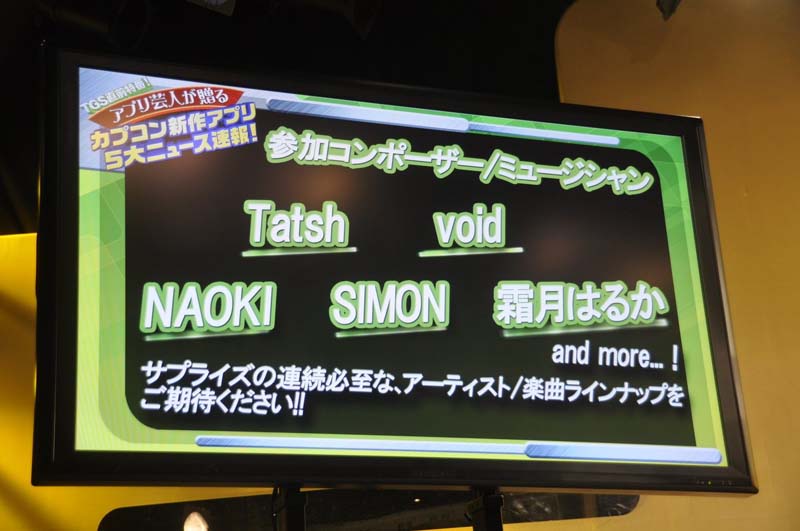 TGS直前特番!
アプリ芸人が贈る
カプコン新作アプリ
5大ニュース速報!
参加コンポーザー/ミュージシャン
Tatsh void
NAOKI SIMON 霜月はるか
and more...!
サプライズの連続必至な、アーティスト/楽曲ラインナップを
ご期待ください!!